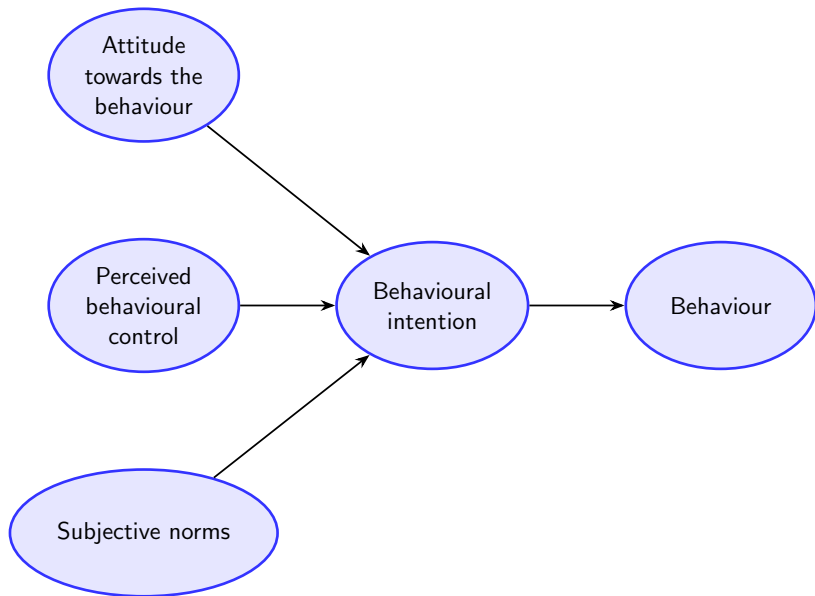 Attitude
towards the
behaviour
Perceived
behavioural
control
Behavioural
intention
Behaviour
Subjective norms